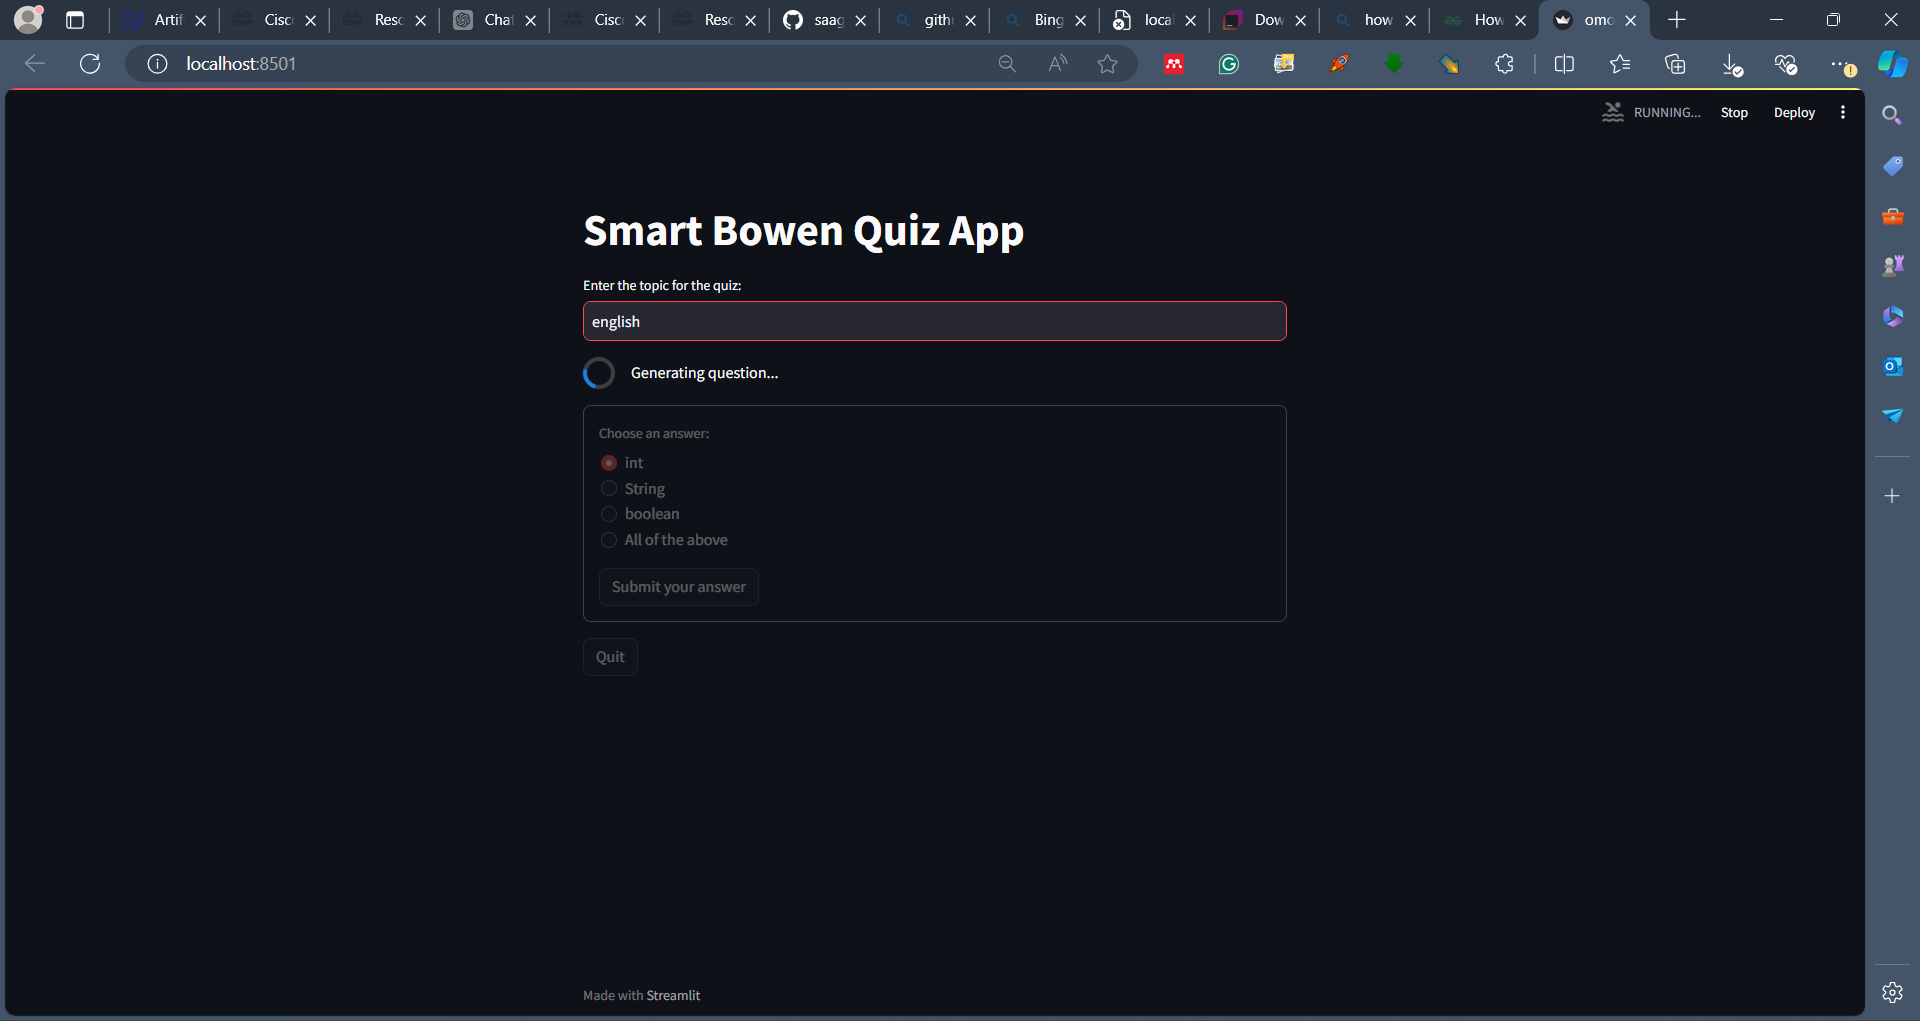 Artif
Cisc
Resc
Chat
Cisc
Resc
saag
gith
Bing
local
Dow
how
How
omo
localhost:8501
RUNNING...
Stop
Deploy
Smart Bowen Quiz App
Enter the topic for the quiz:
english
Generating question...
Choose an answer:
int
String
boolean
All of the above
Submit your answer
Quit
Made with Streamlit